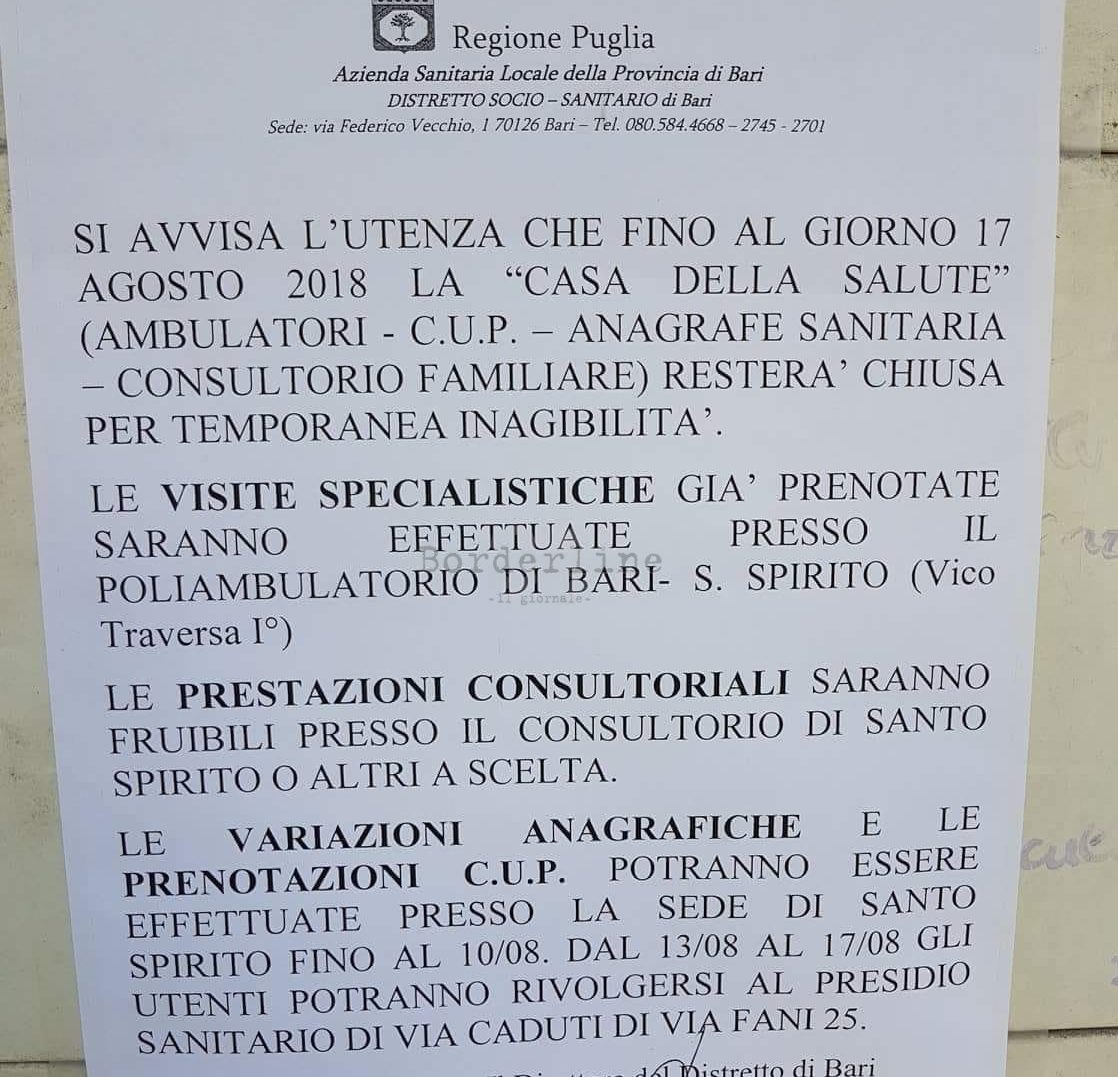 Regione Puglia
Azienda Sanitaria Locale della Provincia di Bari
DISTRETTO SOCIO – SANITARIO di Bari
Sede: via Federico Vecchio, 1 70126 Bari – Tel. 080.584.4668 – 2745 - 2701
SI AVVISA L'UTENZA CHE FINO AL GIORNO 17
AGOSTO 2018 LA “CASA DELLA SALUTE”
(AMBULATORI - C.U.P. – ANAGRAFE SANITARIA
– CONSULTORIO FAMILIARE) RESTERA' CHIUSA
PER TEMPORANEA INAGIBILITA'.
LE VISITE SPECIALISTICHE GIA' PRENOTATE
SARANNO EFFETTUATE PRESSO IL
Borderline
POLIAMBULATORIO DI BARI- S. SPIRITO (Vico
-Il giornale-
Traversa I°)
LE PRESTAZIONI CONSULTORIALI SARANNO
FRUIBILI PRESSO IL CONSULTORIO DI SANTO
SPIRITO O ALTRI A SCELTA.
LE VARIAZIONI ANAGRAFICHE E LE
PRENOTAZIONI C.U.P. POTRANNO ESSERE
EFFETTUATE PRESSO LA SEDE DI SANTO
SPIRITO FINO AL 10/08. DAL 13/08 AL 17/08 GLI
UTENTI POTRANNO RIVOLGERSI AL PRESIDIO
SANITARIO DI VIA CADUTI DI VIA FANI 25.
Direttore del Distretto di Bari